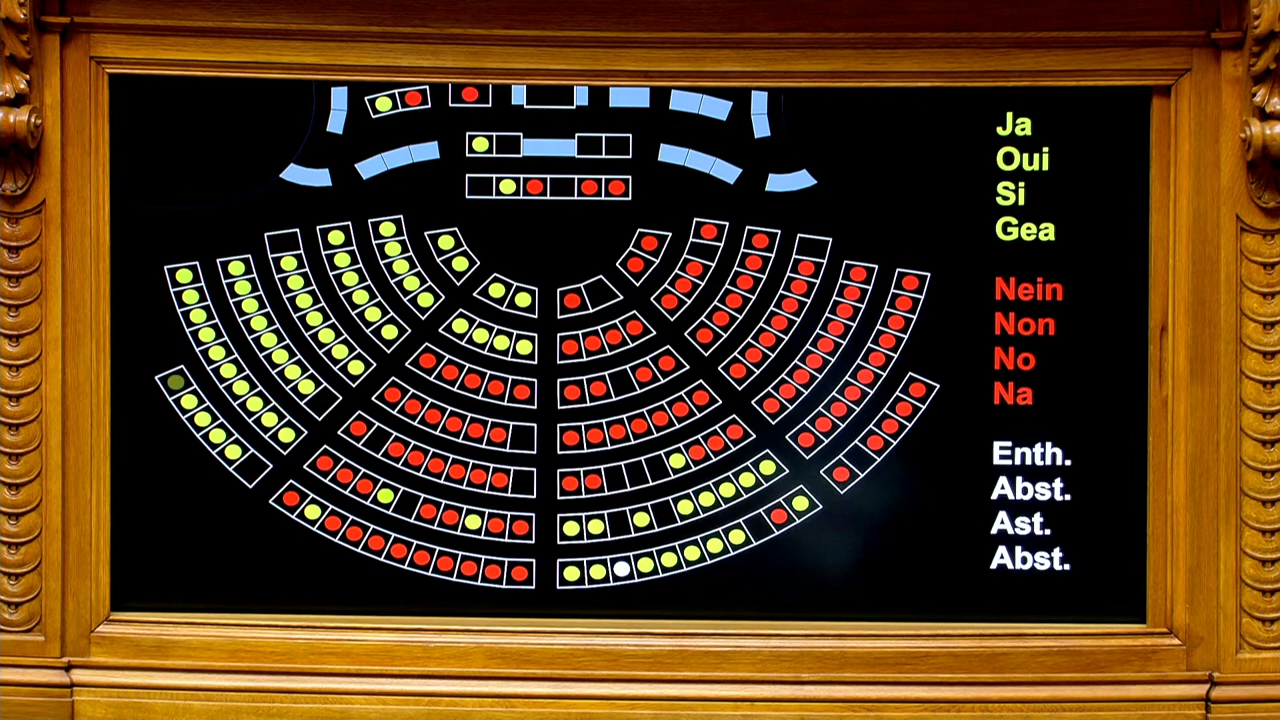 Ja
Oui
Si
Gea
Nein
Non
No
Na
Enth.
Abst.
Ast.
Abst.